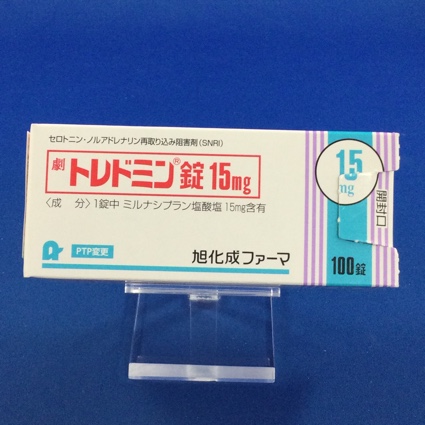 セロトニン・ノルアドレナリン再取り込み阻害剤(SNRI)
劇 トレドミン®錠 15mg
〈成 分〉1錠中 ミルナシプラン塩酸塩 15mg含有
PTP変更
旭化成ファーマ
15
mg
開封口
100錠